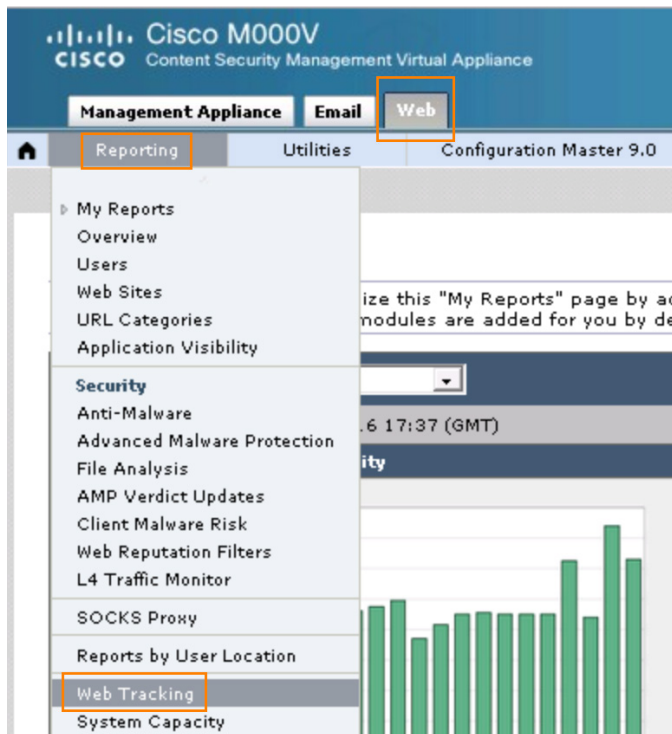 Cisco M000V
CISCO Content Security Management Virtual Appliance
Management Appliance Email Web
Reporting Utilities Configuration Master 9.0
My Reports
Overview
Users
Web Sites
ize this "My Reports" page by
URL Categories
modules are added for you by
Application Visibility
Security
Anti-Malware
.6 17:37 (GMT)
Advanced Malware Protection
ity
File Analysis
AMP Verdict Updates
Client Malware Risk
Web Reputation Filters
L4 Traffic Monitor
SOCKS Proxy
Reports by User Location
Web Tracking
System Capacity